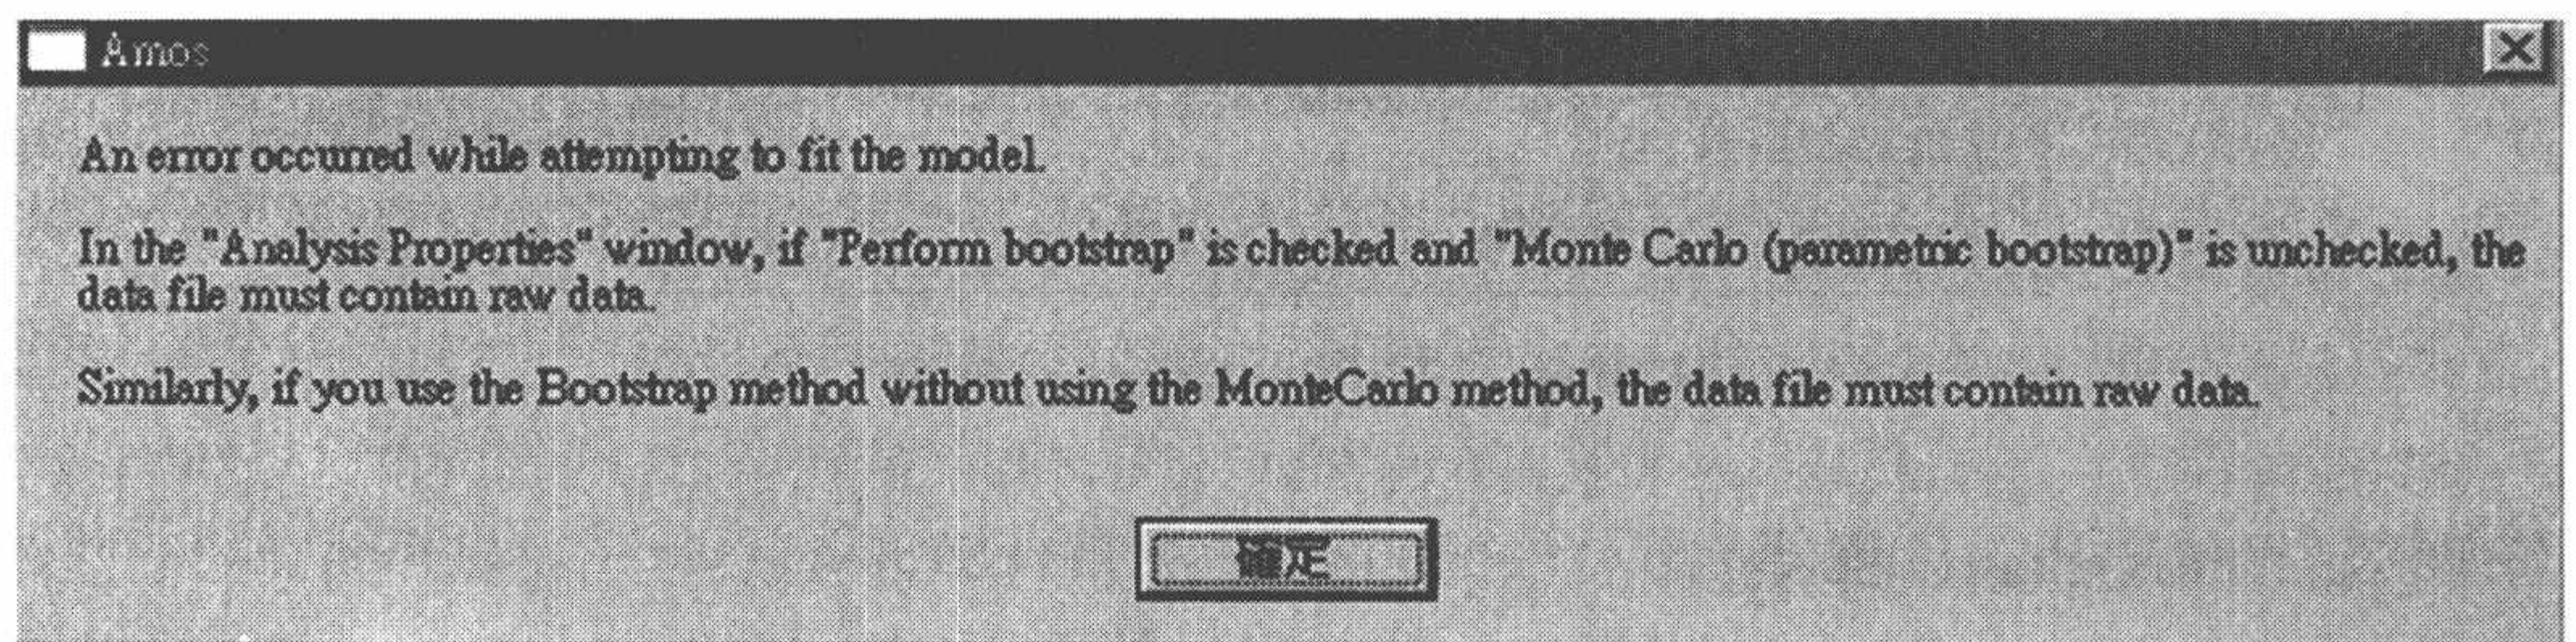 Amos
An error occurred while attempting to fit the model.
In the "Analysis Properties" window, if "Perform bootstrap" is checked and "Monte Carlo (parametric bootstrap)" is unchecked, the
data file must contain raw data.
Similarly, if you use the Bootstrap method without using the MonteCarlo method, the data file must contain raw data.
確定